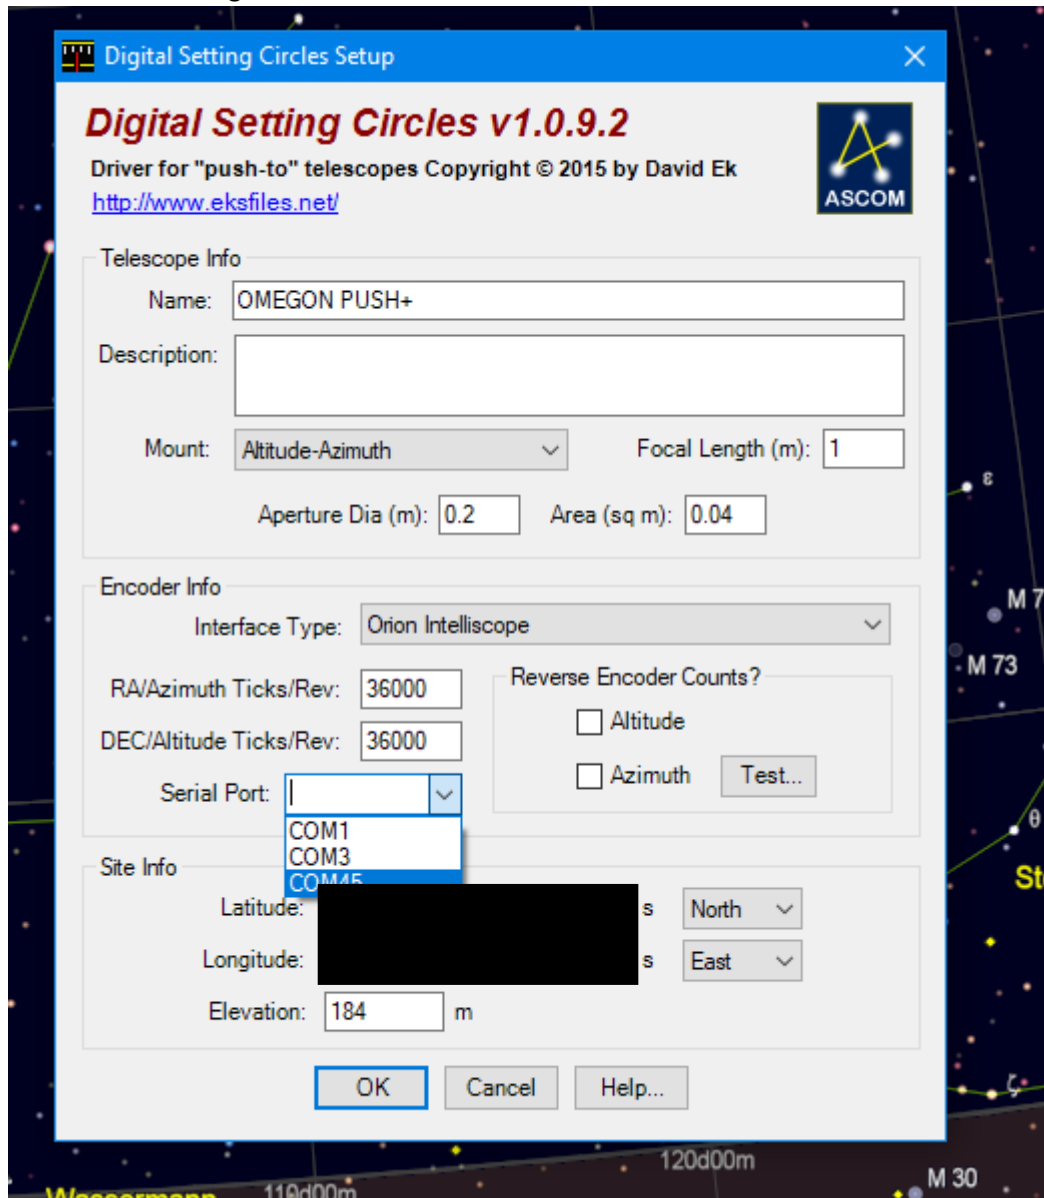 Digital Setting Circles Setup
Digital Setting Circles v1.0.9.2
Driver for "push-to" telescopes Copyright © 2015 by David Ek
http://www.eksfiles.net/
ASCOM
Telescope Info
Name: OMEGON PUSH+
Description:
Mount: Altitude-Azimuth Focal Length (m): 1
Aperture Dia (m): 0.2 Area (sq m): 0.04
Encoder Info
Interface Type: Orion Intelliscope
RA/Azimuth Ticks/Rev: 36000
DEC/Altitude Ticks/Rev: 36000
Serial Port:
COM1
COM3
COM45
Reverse Encoder Counts?
Altitude
Azimuth Test...
Site Info
Latitude: s North
Longitude: s East
Elevation: 184 m
OK Cancel Help...
ε
M 7
M 73
θ
St
ζ
120d00m
M 30
Wassermann 110d00m